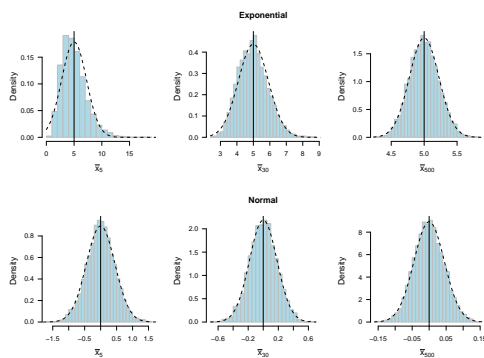 Exponential
Density
0.00
0.05
0.10
0.15
0 5 10 15
x̅5
Density
0.0
0.1
0.2
0.3
0.4
3 4 5 6 7 8 9
x̅30
Density
0.0
0.5
1.0
1.5
4.5 5.0 5.5
x̅500
Normal
Density
0.0
0.2
0.4
0.6
0.8
−1.5 −0.5 0.5 1.5
x̅5
Density
0.0
0.5
1.0
1.5
2.0
−0.6 −0.2 0.2 0.6
x̅30
Density
0
2
4
6
8
−0.15 −0.05 0.05 0.15
x̅500